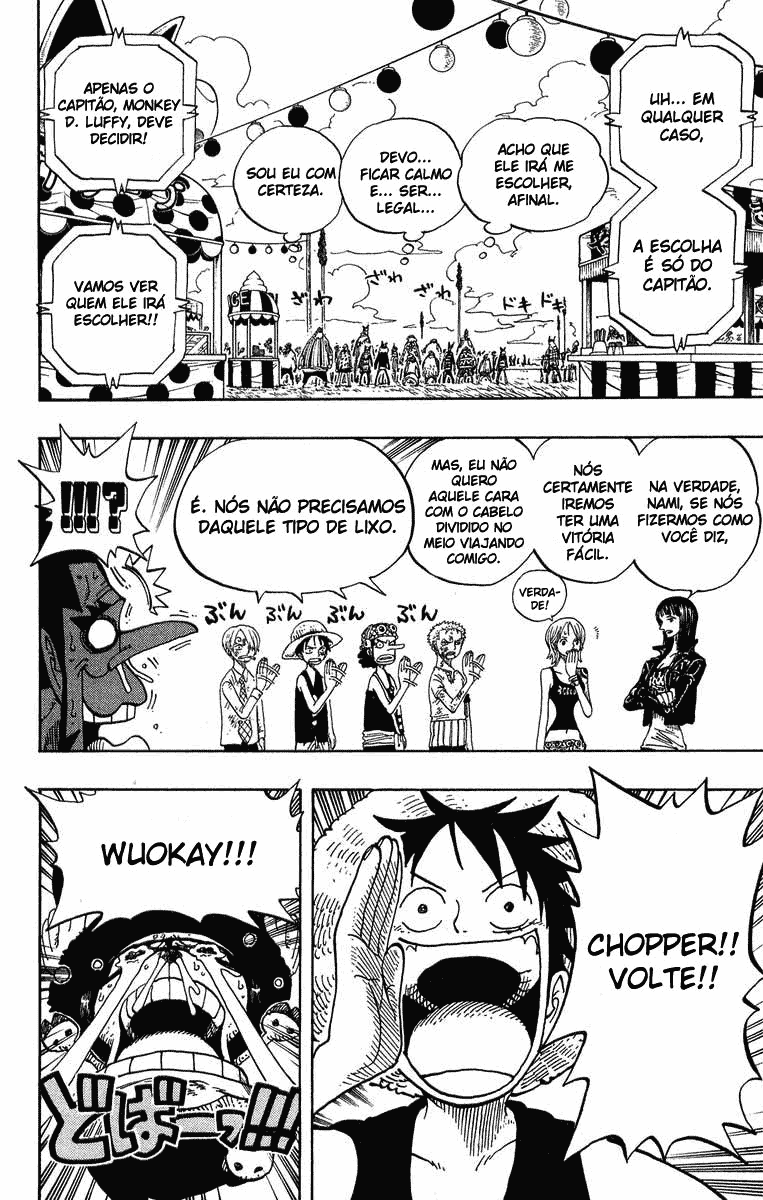 UH... EM
QUALQUER
CASO,
A ESCOLHA
É SÓ DO
CAPITÃO.
ACHO QUE
ELE IRÁ ME
ESCOLHER,
AFINAL.
DEVO...
FICAR CALMO
E... SER...
LEGAL...
SOU EU COM
CERTEZA.
APENAS O
CAPITÃO, MONKEY
D. LUFFY, DEVE
DECIDIR!
VAMOS VER
QUEM ELE IRÁ
ESCOLHER!!
GE
ざわ
ざわ
ドキ ドキ
NA VERDADE,
NAMI, SE NÓS
FIZERMOS COMO
VOCÊ DIZ,
NÓS
CERTAMENTE
IREMOS
TER UMA
VITÓRIA
FÁCIL.
VERDA-
DE!
MAS, EU NÃO
QUERO
AQUELE CARA
COM O CABELO
DIVIDIDO NO
MEIO VIAJANDO
COMIGO.
É. NÓS NÃO PRECISAMOS
DAQUELE TIPO DE LIXO.
ぶん ぶん ぶん ぶん
!!!?
CHOPPER!!
VOLTE!!
WUOKAY!!!
どばーっ!!!